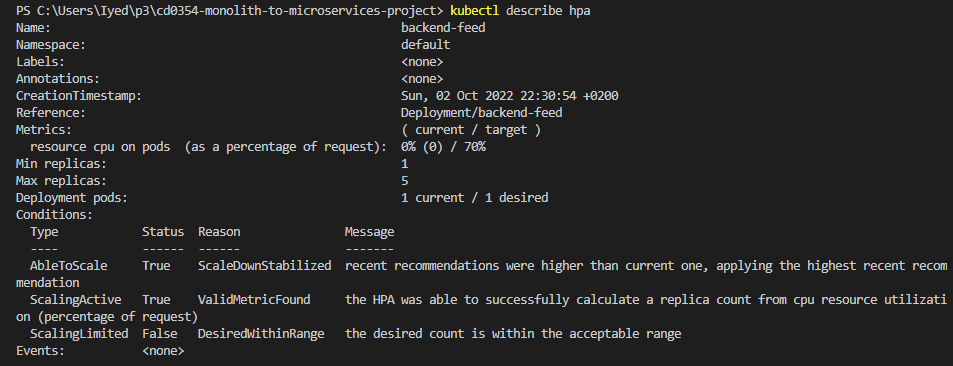 PS C:\Users\Iyed\p3\cd0354-monolith-to-microservices-project> kubectl describe hpa
Name:                                                  backend-feed
Namespace:                                             default
Labels:                                                <none>
Annotations:                                           <none>
CreationTimestamp:                                     Sun, 02 Oct 2022 22:30:54 +0200
Reference:                                             Deployment/backend-feed
Metrics:                                               ( current / target )
  resource cpu on pods  (as a percentage of request):  0% (0) / 70%
Min replicas:                                          1
Max replicas:                                          5
Deployment pods:                                       1 current / 1 desired
Conditions:
  Type            Status  Reason              Message
  ----            ------  ------              -------
  AbleToScale     True    ScaleDownStabilized  recent recommendations were higher than current one, applying the highest recent recom
mendation
  ScalingActive   True    ValidMetricFound    the HPA was able to successfully calculate a replica count from cpu resource utilizati
on (percentage of request)
  ScalingLimited  False   DesiredWithinRange  the desired count is within the acceptable range
Events:           <none>